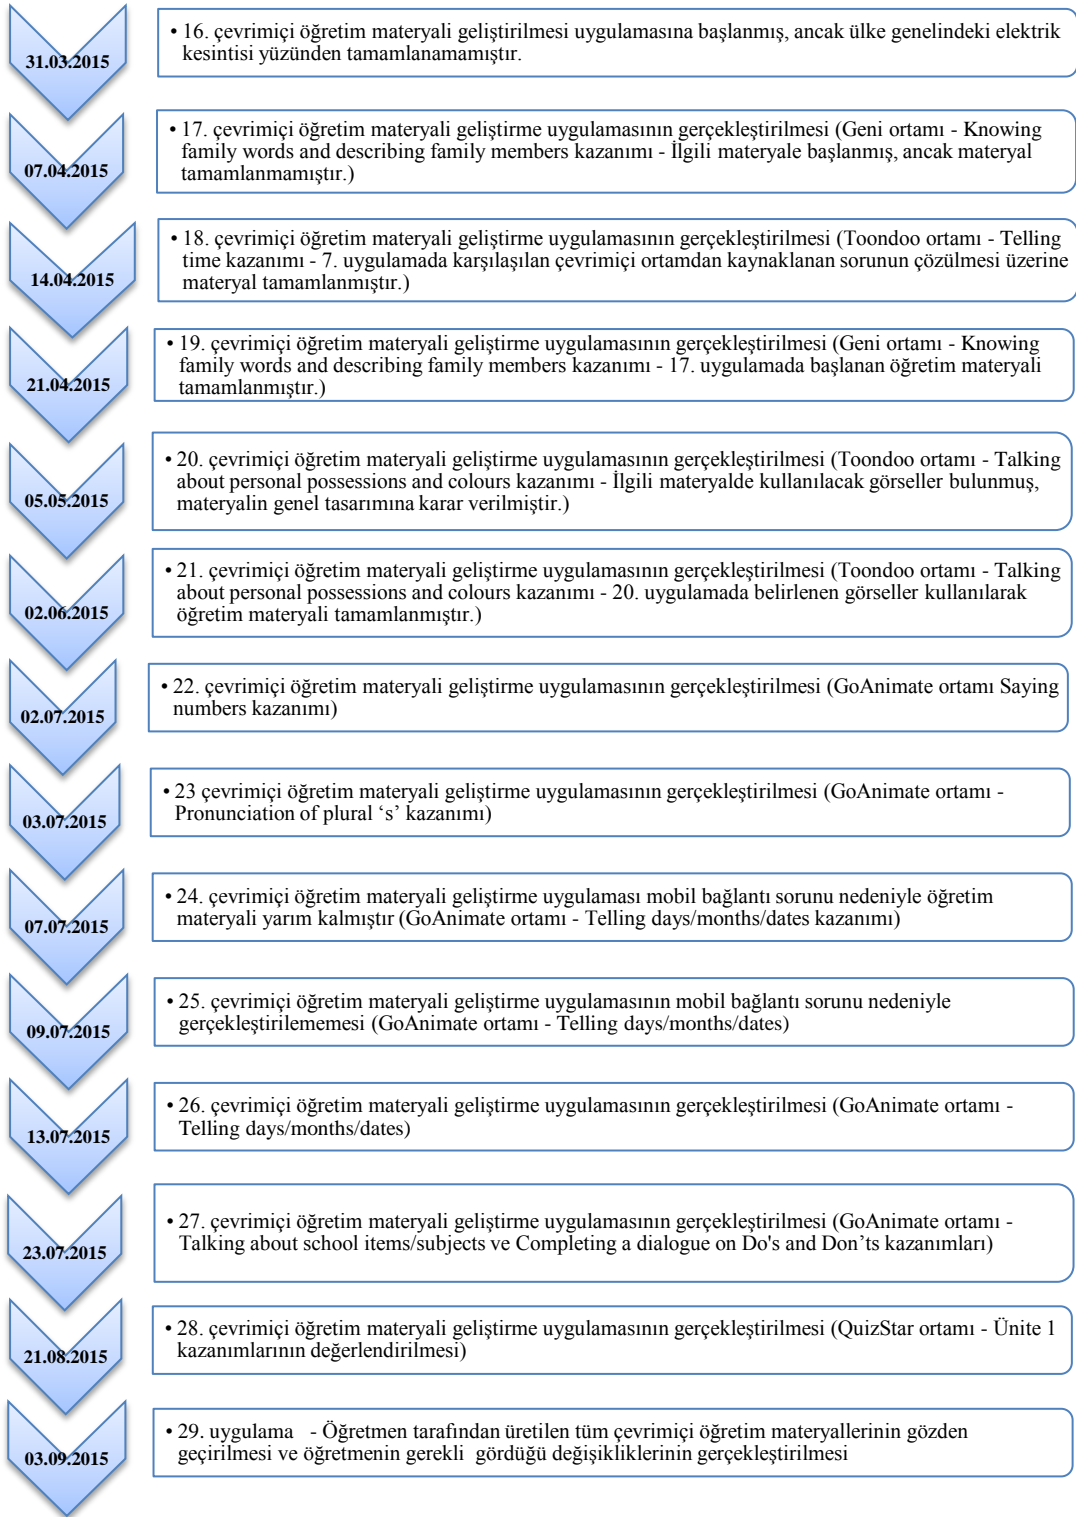 31.03.2015
• 16. çevrimiçi öğretim materyali geliştirilmesi uygulamasına başlanmış, ancak ülke genelindeki elektrik
kesintisi yüzünden tamamlanamamıştır.
07.04.2015
• 17. çevrimiçi öğretim materyali geliştirme uygulamasının gerçekleştirilmesi (Geni ortamı - Knowing
family words and describing family members kazanımı - İlgili materyale başlanmış, ancak materyal
tamamlanmamıştır.)
14.04.2015
• 18. çevrimiçi öğretim materyali geliştirme uygulamasının gerçekleştirilmesi (Toondoo ortamı - Telling
time kazanımı - 7. uygulamada karşılaşılan çevrimiçi ortamdan kaynaklanan sorunun çözülmesi üzerine
materyal tamamlanmıştır.)
21.04.2015
• 19. çevrimiçi öğretim materyali geliştirme uygulamasının gerçekleştirilmesi (Geni ortamı - Knowing
family words and describing family members kazanımı - 17. uygulamada başlanan öğretim materyali
tamamlanmıştır.)
05.05.2015
• 20. çevrimiçi öğretim materyali geliştirme uygulamasının gerçekleştirilmesi (Toondoo ortamı - Talking
about personal possessions and colours kazanımı - İlgili materyalde kullanılacak görseller bulunmuş,
materyalin genel tasarımına karar verilmiştir.)
02.06.2015
• 21. çevrimiçi öğretim materyali geliştirme uygulamasının gerçekleştirilmesi (Toondoo ortamı - Talking
about personal possessions and colours kazanımı - 20. uygulamada belirlenen görseller kullanılarak
öğretim materyali tamamlanmıştır.)
02.07.2015
• 22. çevrimiçi öğretim materyali geliştirme uygulamasının gerçekleştirilmesi (GoAnimate ortamı Saying
numbers kazanımı)
03.07.2015
• 23 çevrimiçi öğretim materyali geliştirme uygulamasının gerçekleştirilmesi (GoAnimate ortamı -
Pronunciation of plural ‘s’ kazanımı)
07.07.2015
• 24. çevrimiçi öğretim materyali geliştirme uygulaması mobil bağlantı sorunu nedeniyle öğretim
materyali yarım kalmıştır (GoAnimate ortamı - Telling days/months/dates kazanımı)
09.07.2015
• 25. çevrimiçi öğretim materyali geliştirme uygulamasının mobil bağlantı sorunu nedeniyle
gerçekleştirilememesi (GoAnimate ortamı - Telling days/months/dates)
13.07.2015
• 26. çevrimiçi öğretim materyali geliştirme uygulamasının gerçekleştirilmesi (GoAnimate ortamı -
Telling days/months/dates)
23.07.2015
• 27. çevrimiçi öğretim materyali geliştirme uygulamasının gerçekleştirilmesi (GoAnimate ortamı -
Talking about school items/subjects ve Completing a dialogue on Do's and Don’ts kazanımları)
21.08.2015
• 28. çevrimiçi öğretim materyali geliştirme uygulamasının gerçekleştirilmesi (QuizStar ortamı - Ünite 1
kazanımlarının değerlendirilmesi)
03.09.2015
• 29. uygulama - Öğretmen tarafından üretilen tüm çevrimiçi öğretim materyallerinin gözden
geçirilmesi ve öğretmenin gerekli gördüğü değişikliklerinin gerçekleştirilmesi